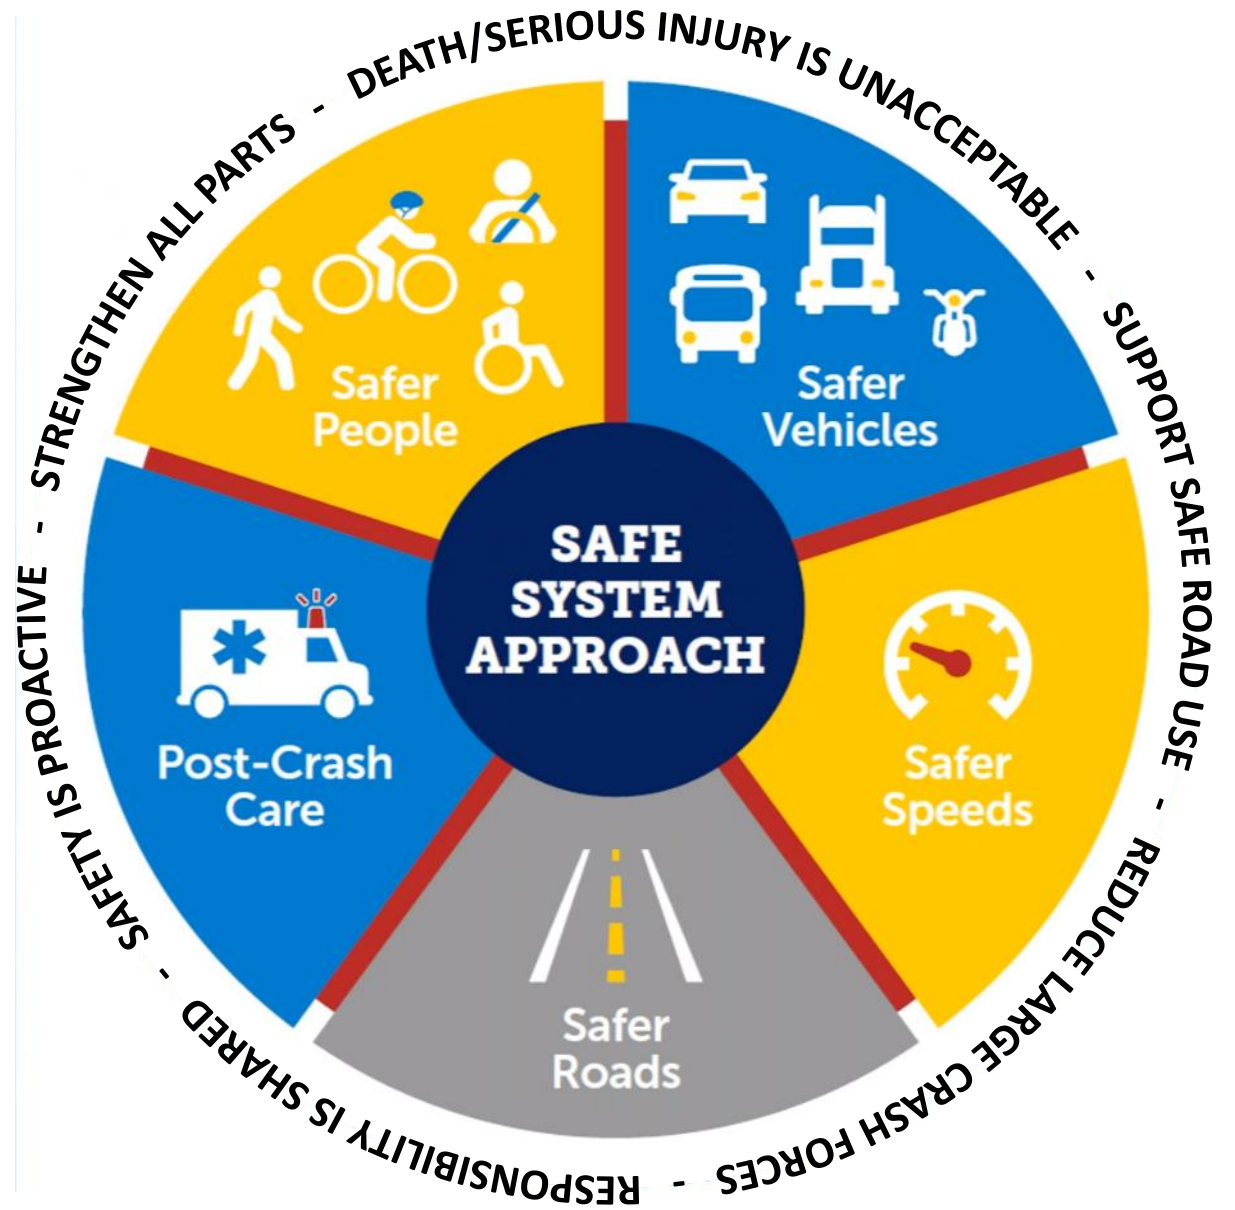 DEATH/SERIOUS INJURY IS UNACCEPTABLE - SUPPORT SAFE ROAD USE - REDUCE LARGE CRASH FORCES - RESPONSIBILITY IS SHARED - SAFETY IS PROACTIVE - STRENGTHEN ALL PARTS -
Safer
People
Safer
Vehicles
SAFE
SYSTEM
APPROACH
Post-Crash
Care
Safer
Speeds
Safer
Roads